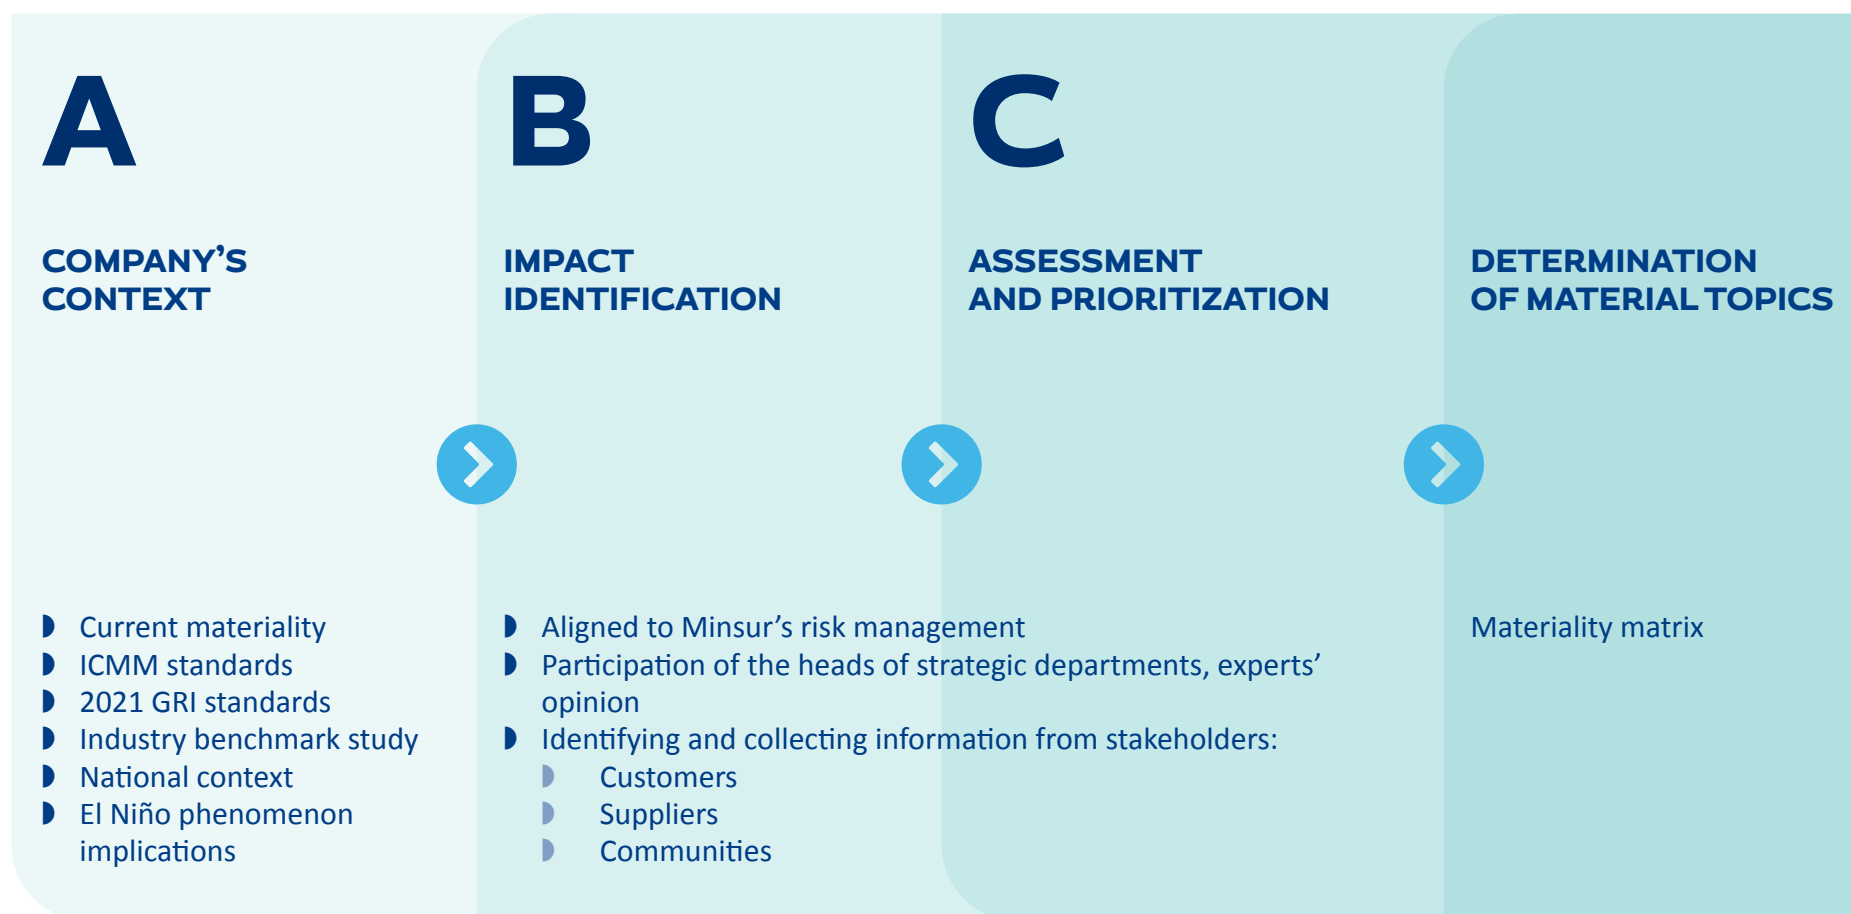 A
COMPANY’S
CONTEXT
Current materiality
ICMM standards
2021 GRI standards
Industry benchmark study
National context
El Niño phenomenon
implications
B
IMPACT
IDENTIFICATION
C
ASSESSMENT
AND PRIORITIZATION
Aligned to Minsur’s risk management
Participation of the heads of strategic departments, experts’
opinion
Identifying and collecting information from stakeholders:
Customers
Suppliers
Communities
DETERMINATION
OF MATERIAL TOPICS
Materiality matrix